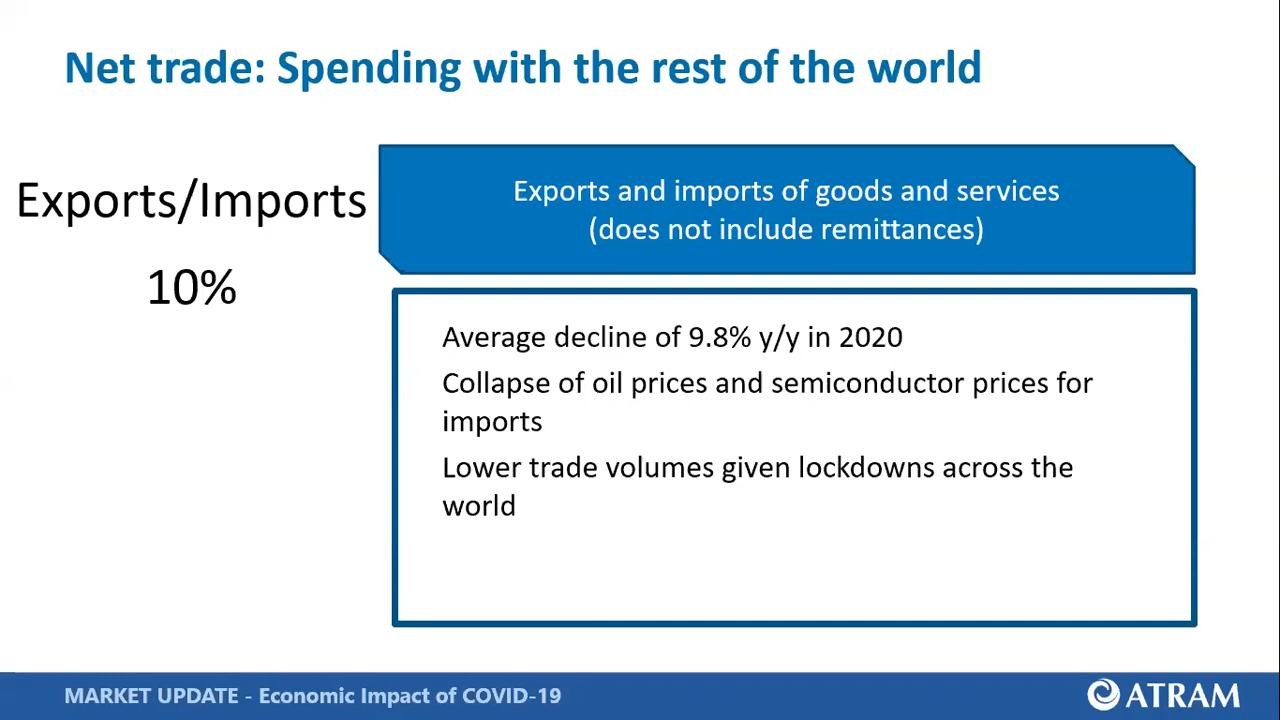 Net trade: Spending with the rest of the world
Exports/Imports
10%
Exports and imports of goods and services
(does not include remittances)
Average decline of 9.8% y/y in 2020
Collapse of oil prices and semiconductor prices for
imports
Lower trade volumes given lockdowns across the
world
MARKET UPDATE - Economic Impact of COVID-19
ATRAM